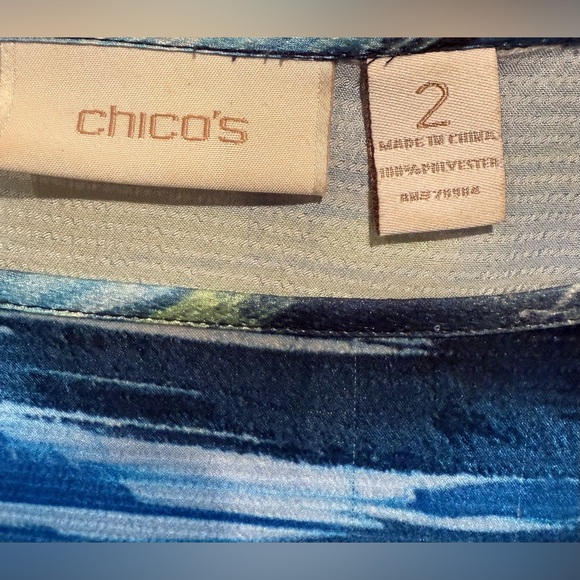 chico's
2
MADE IN CHINA
100% POLYESTER